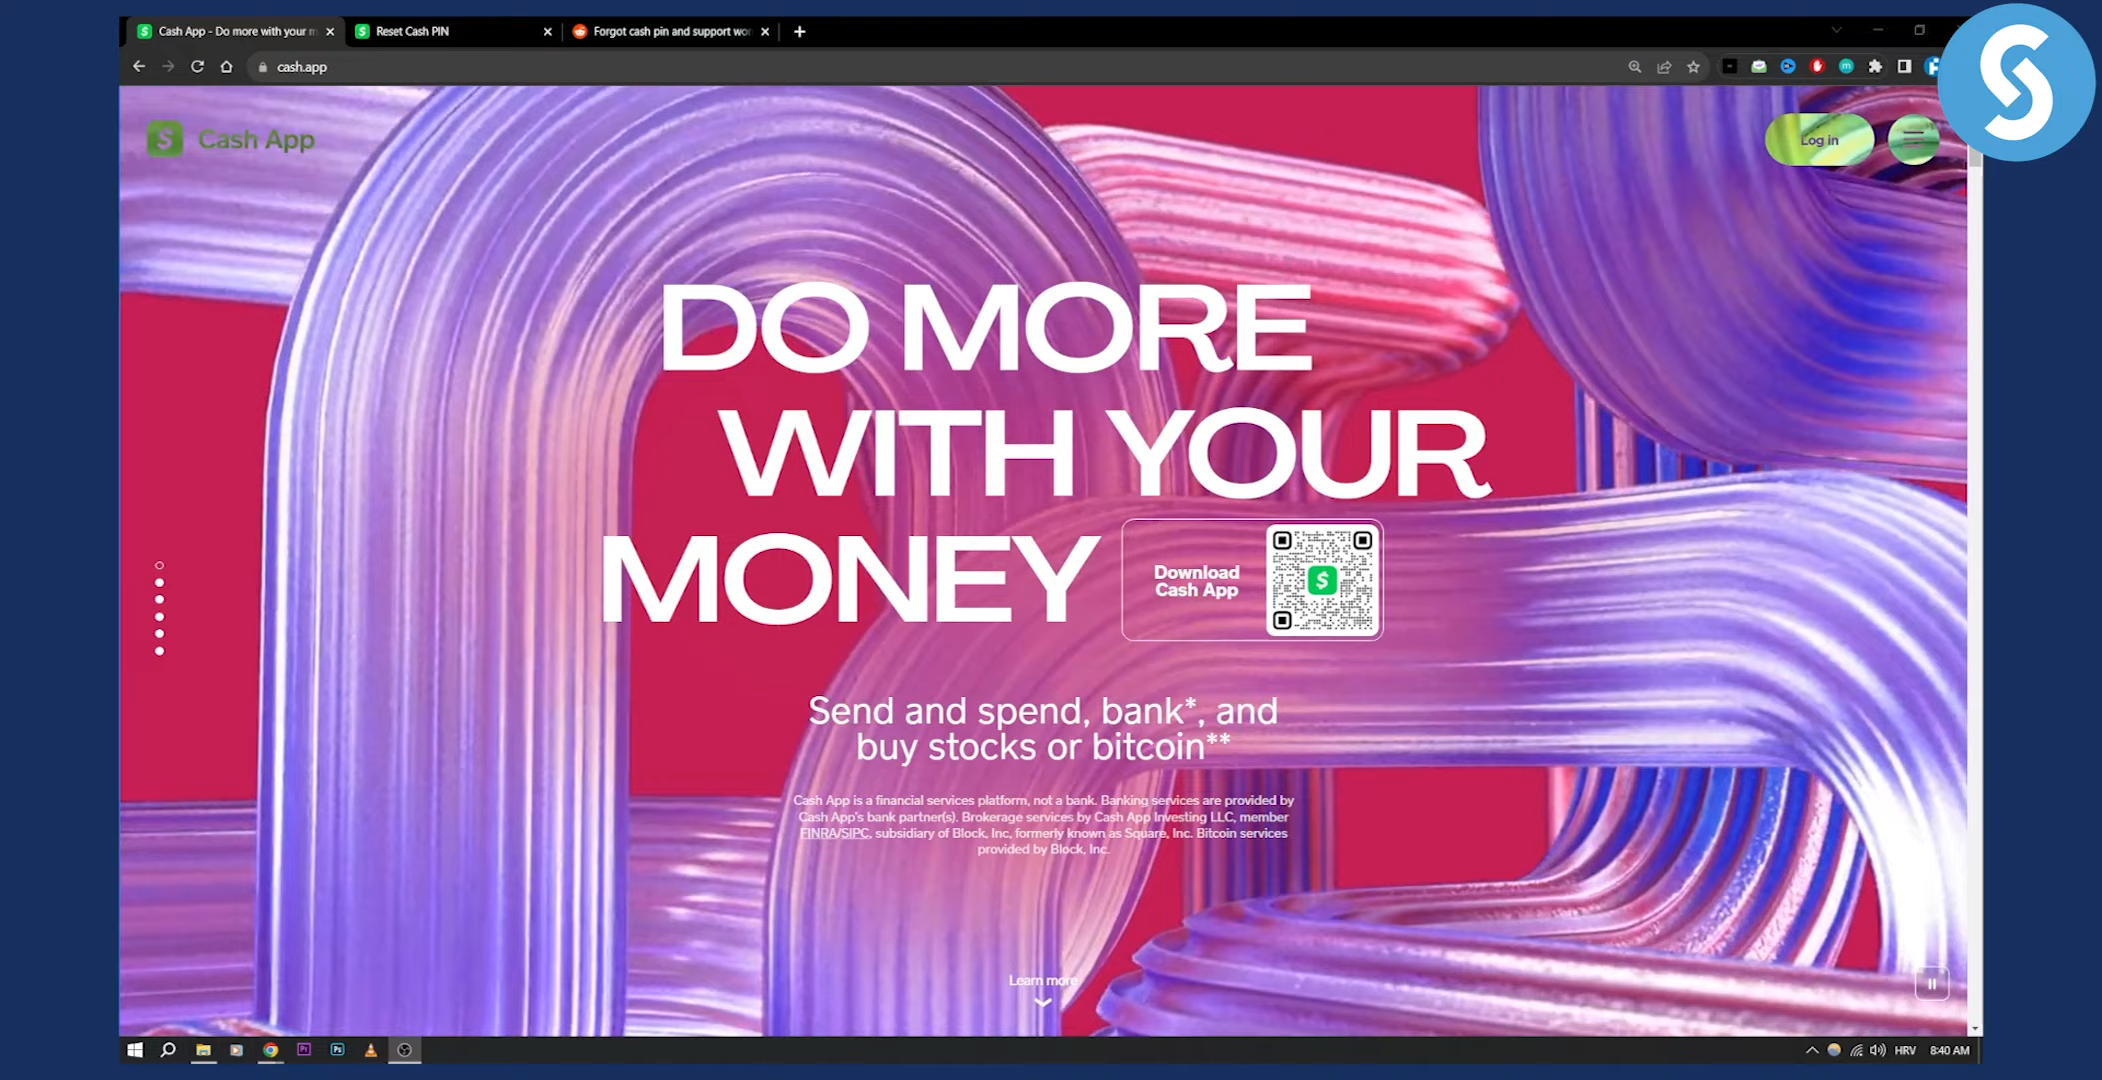 Cash App - Do more with your m
Reset Cash PIN
Forgot cash pin and support wor
cash.app
Cash App
Log in
DO MORE
WITH YOUR
MONEY
Download
Cash App
Send and spend, bank*, and
buy stocks or bitcoin**
Cash App is a financial services platform, not a bank. Banking services are provided by
Cash App's bank partner(s). Brokerage services by Cash App Investing LLC, member
FINRA/SIPC, subsidiary of Block, Inc, formerly known as Square, Inc. Bitcoin services
provided by Block, Inc.
Learn more
Pr
Ps
HRV
8:40 AM